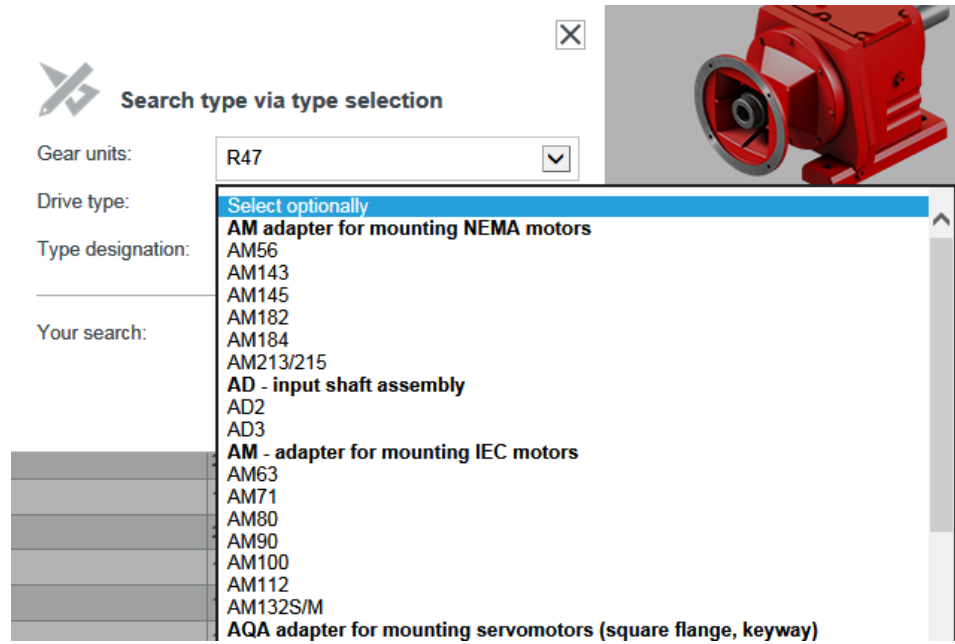 Search type via type selection
Gear units:
R47
Drive type:
Type designation:
Your search:
Select optionally
AM adapter for mounting NEMA motors
AM56
AM143
AM145
AM182
AM184
AM213/215
AD - input shaft assembly
AD2
AD3
AM - adapter for mounting IEC motors
AM63
AM71
AM80
AM90
AM100
AM112
AM132S/M
AQA adapter for mounting servomotors (square flange, keyway)